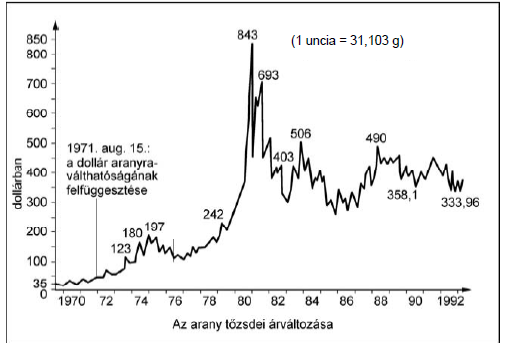 843
(1 uncia = 31,103 g)
850
800
700
693
600
506
500
490
1971. aug. 15.:
a dollár aranyra-
válthatóságának
felfüggesztése
403
400
358,1
333,96
300
242
200
197
180
123
100
35
0
dollárban
1970 72 74 76 78 80 82 84 86 88 90 1992
Az arany tőzsdei árváltozása